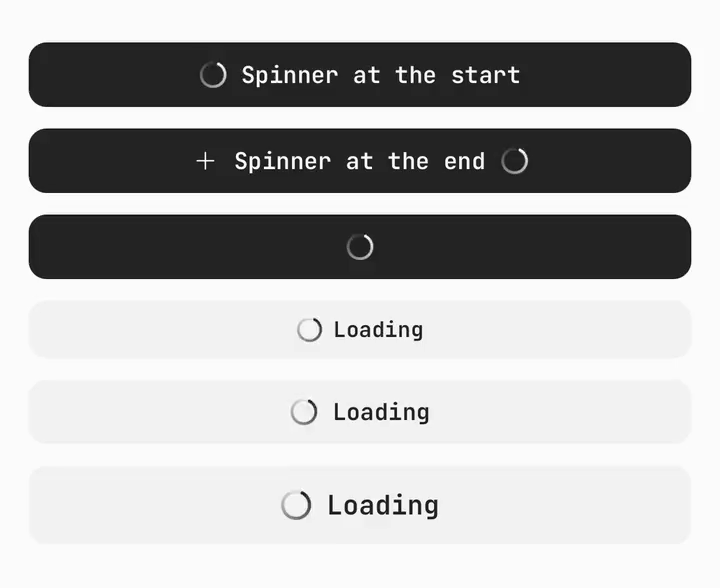 Spinner at the start
Spinner at the end
Loading
Loading
Loading